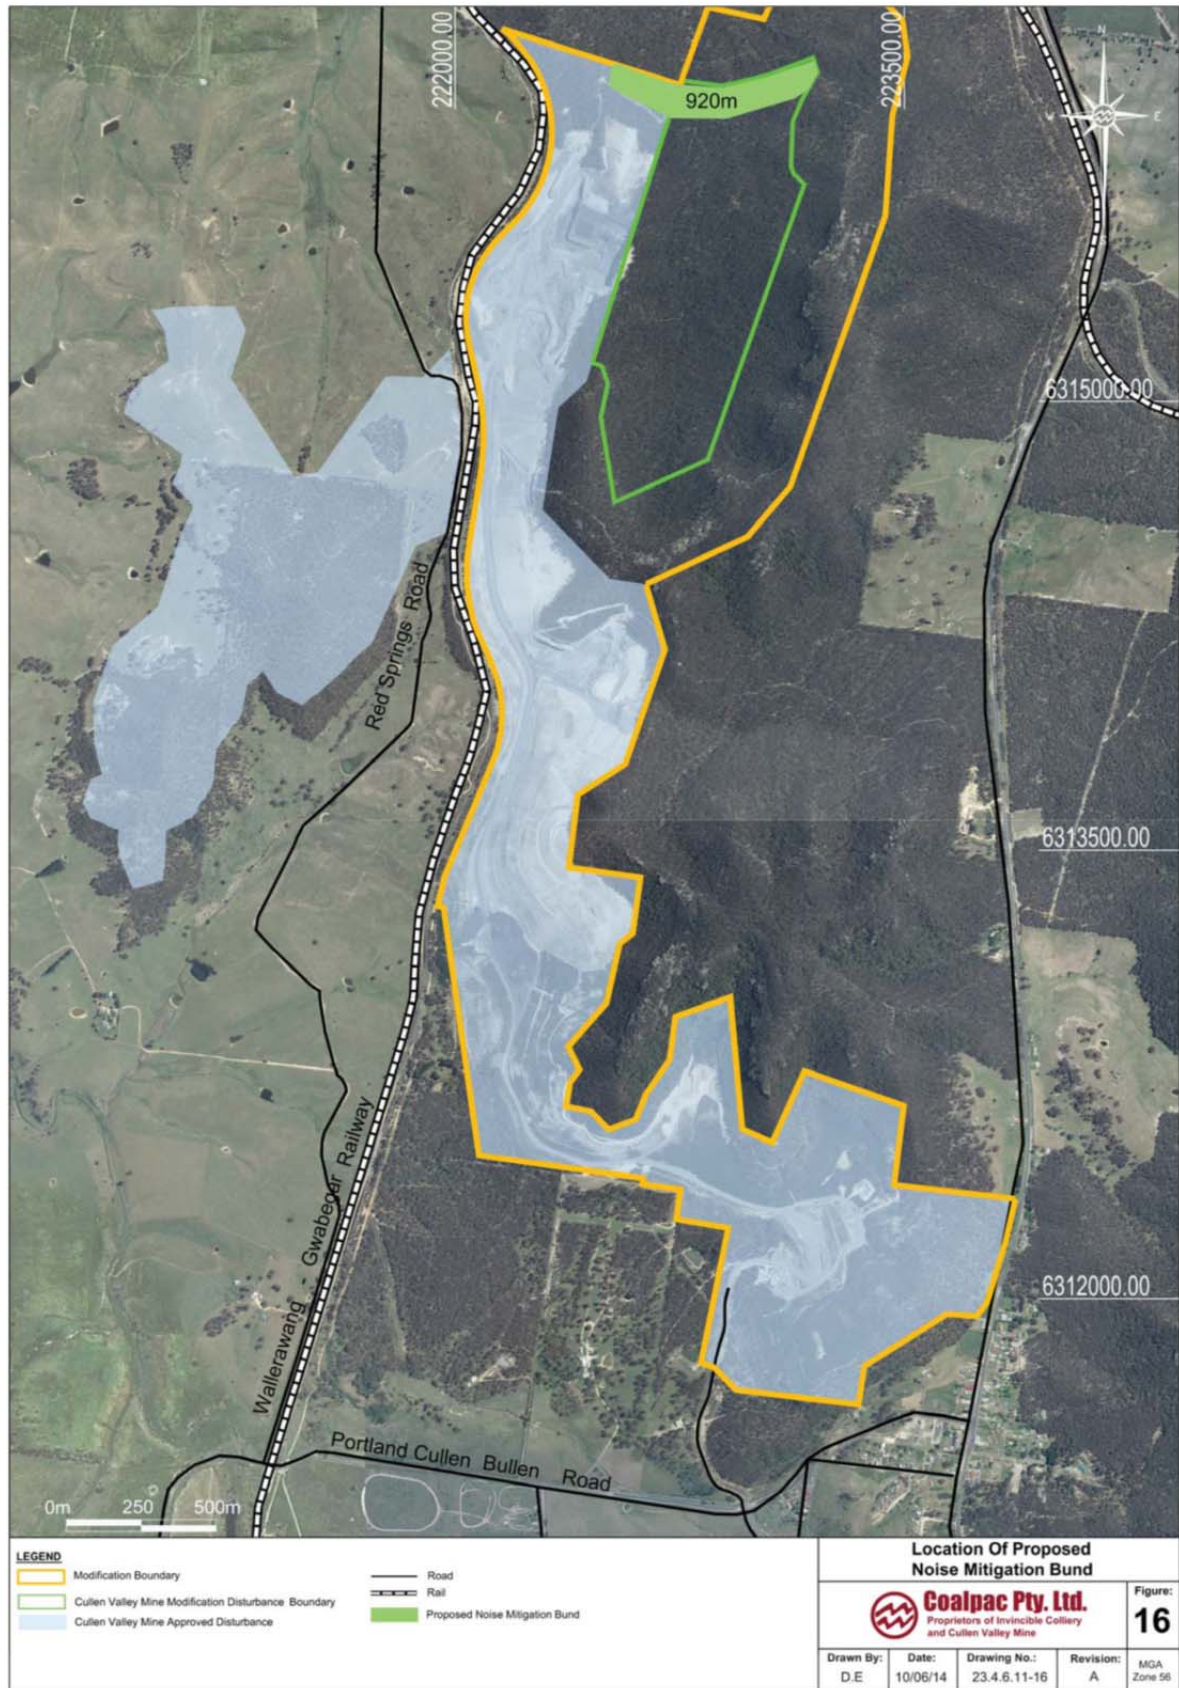 222000.00
223500.00
N
W
E
920m
6315000.00
Red Springs Road
6313500.00
Wallerawang Gwabegar Railway
6312000.00
Portland Cullen Bullen Road
0m 250 500m
LEGEND
Modification Boundary
Cullen Valley Mine Modification Disturbance Boundary
Cullen Valley Mine Approved Disturbance
Road
Rail
Proposed Noise Mitigation Bund
Location Of Proposed
Noise Mitigation Bund
Coalpac Pty. Ltd.
Proprietors of Invincible Colliery
and Cullen Valley Mine
Figure:
16
Drawn By:
D.E
Date:
10/06/14
Drawing No.:
23.4.6.11-16
Revision:
A
MGA
Zone 56